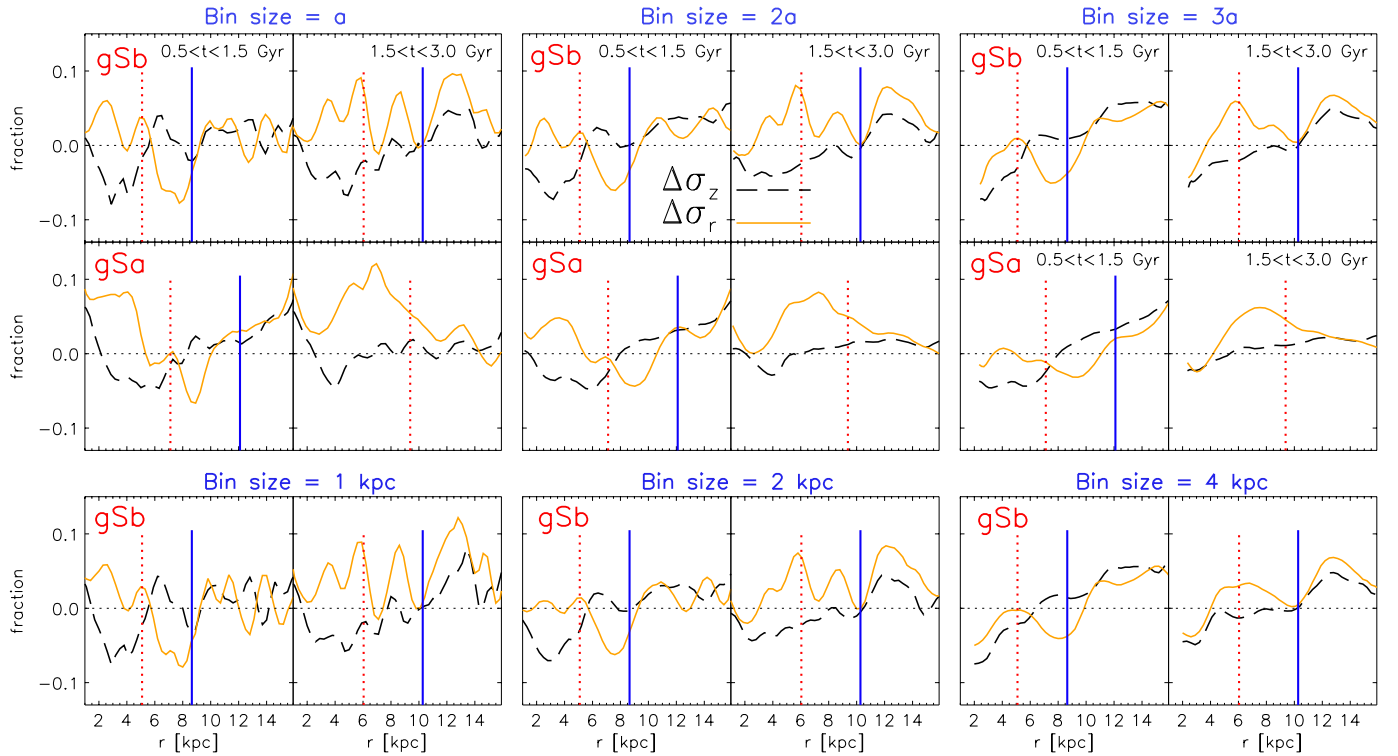 Bin size = a Bin size = 2a Bin size = 3a
gSb 0.5<t<1.5 Gyr 1.5<t<3.0 Gyr gSb 0.5<t<1.5 Gyr 1.5<t<3.0 Gyr gSb 0.5<t<1.5 Gyr 1.5<t<3.0 Gyr
0.1
fraction
0.0
Δσz
Δσr
−0.1
gSa gSa gSa 0.5<t<1.5 Gyr 1.5<t<3.0 Gyr
0.1
fraction
0.0
−0.1
Bin size = 1 kpc Bin size = 2 kpc Bin size = 4 kpc
gSb gSb gSb
0.1
fraction
0.0
−0.1
2 4 6 8 10 12 14 2 4 6 8 10 12 14 2 4 6 8 10 12 14 2 4 6 8 10 12 14 2 4 6 8 10 12 14 2 4 6 8 10 12 14
r [kpc] r [kpc] r [kpc] r [kpc] r [kpc] r [kpc]